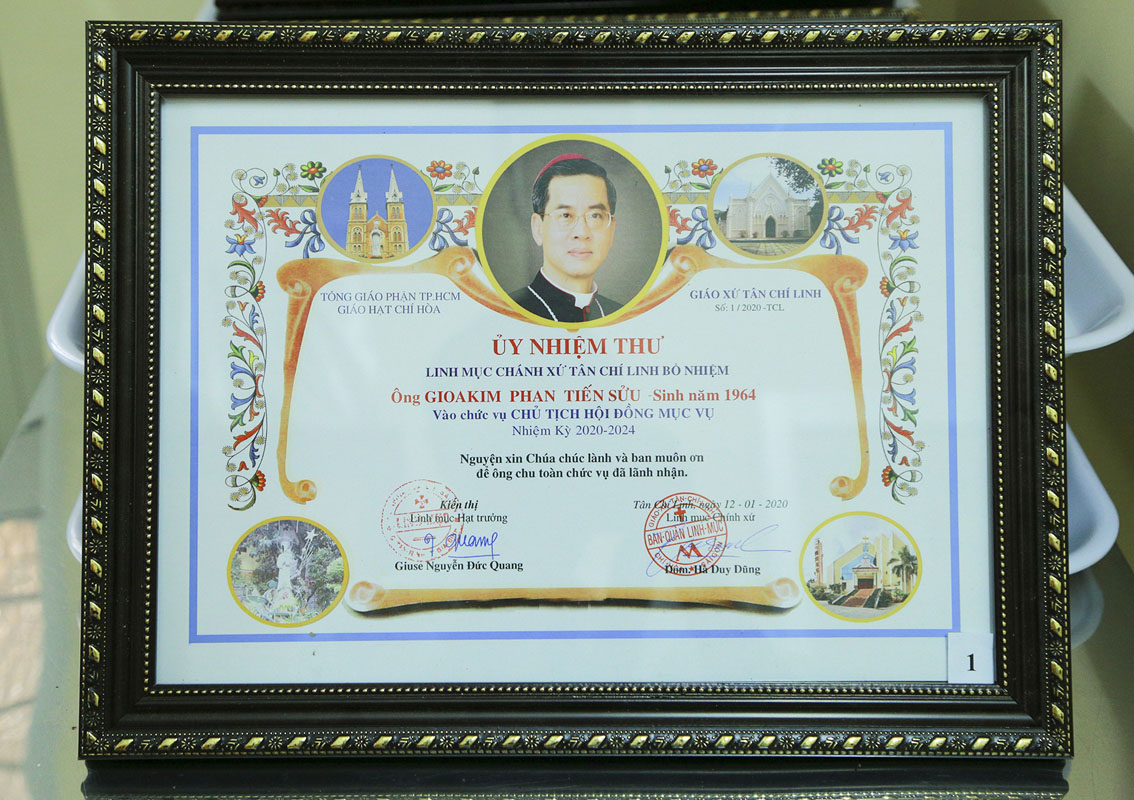 TỔNG GIÁO PHẬN TP.HCM
GIÁO HẠT CHÍ HÒA
GIÁO XỨ TÂN CHÍ LINH
Số: 1 / 2020 -TCL
ỦY NHIỆM THƯ
LINH MỤC CHÁNH XỨ TÂN CHÍ LINH BỔ NHIỆM
Ông GIOAKIM PHAN TIẾN SỬU -Sinh năm 1964
Vào chức vụ CHỦ TỊCH HỘI ĐỒNG MỤC VỤ
Nhiệm Kỳ 2020-2024
Nguyện xin Chúa chúc lành và ban muôn ơn
để ông chu toàn chức vụ đã lãnh nhận.
Kiến thị
Linh mục Hạt trưởng
Giuse Nguyễn Đức Quang
Tân Chí Linh, ngày 12 - 01 - 2020
Linh mục Chính xứ
BAN QUẢN LINH MỤC
Đom. Hà Duy Dũng
1